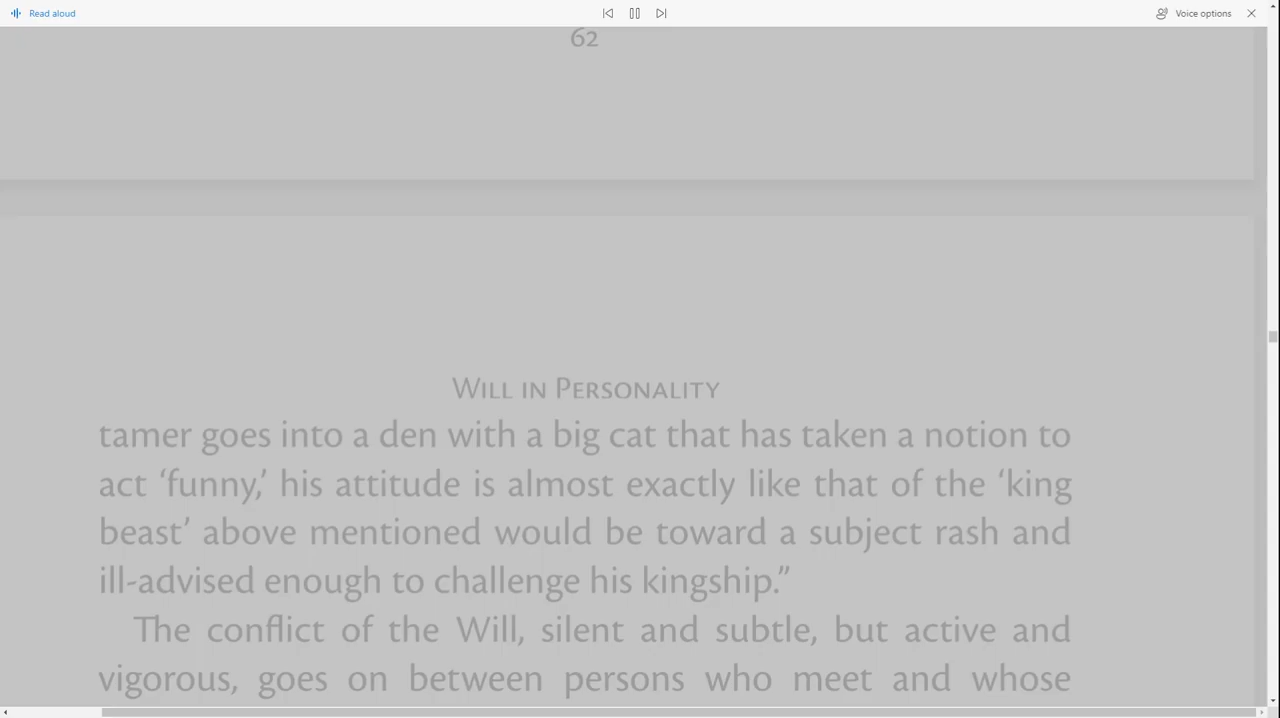 Read aloud
Voice options
62
Will in Personality
tamer goes into a den with a big cat that has taken a notion to
act ‘funny,’ his attitude is almost exactly like that of the ‘king
beast’ above mentioned would be toward a subject rash and
ill-advised enough to challenge his kingship.”
The conflict of the Will, silent and subtle, but active and
vigorous, goes on between persons who meet and whose